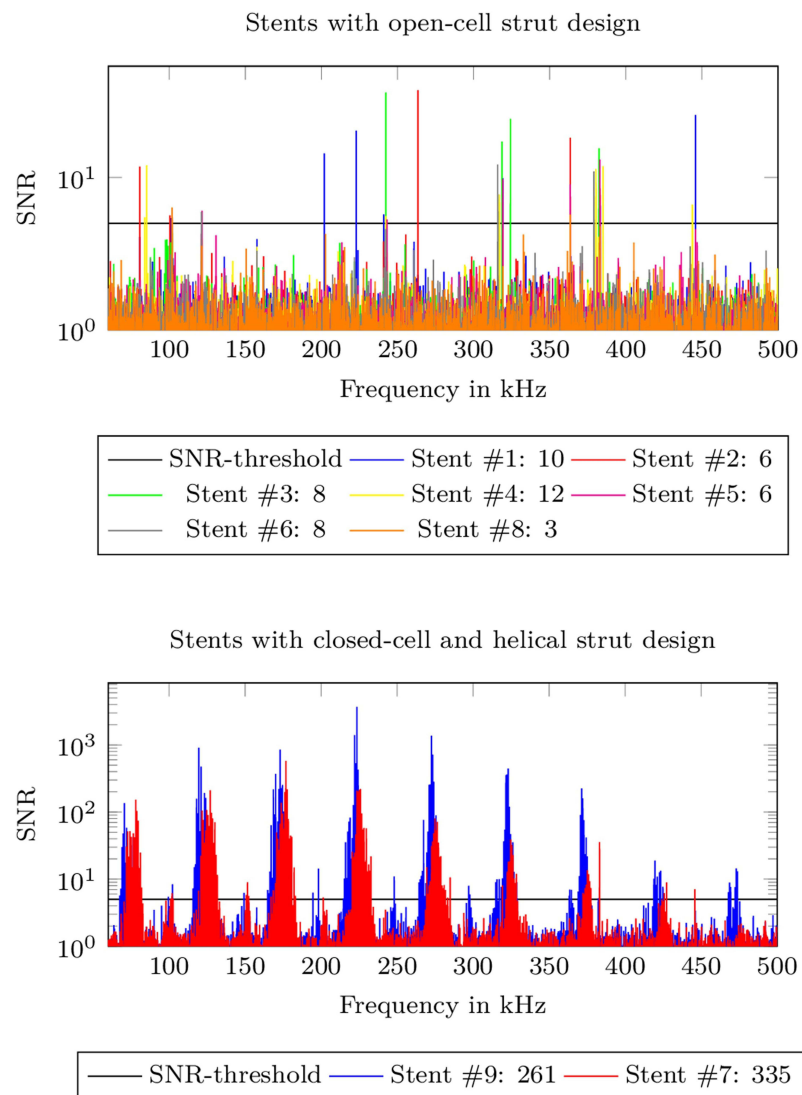 Stents with open-cell strut design
SNR
10^1
10^0
100 150 200 250 300 350 400 450 500
Frequency in kHz
SNR-threshold Stent #1: 10 Stent #2: 6
Stent #3: 8 Stent #4: 12 Stent #5: 6
Stent #6: 8 Stent #8: 3
Stents with closed-cell and helical strut design
SNR
10^3
10^2
10^1
10^0
100 150 200 250 300 350 400 450 500
Frequency in kHz
SNR-threshold Stent #9: 261 Stent #7: 335